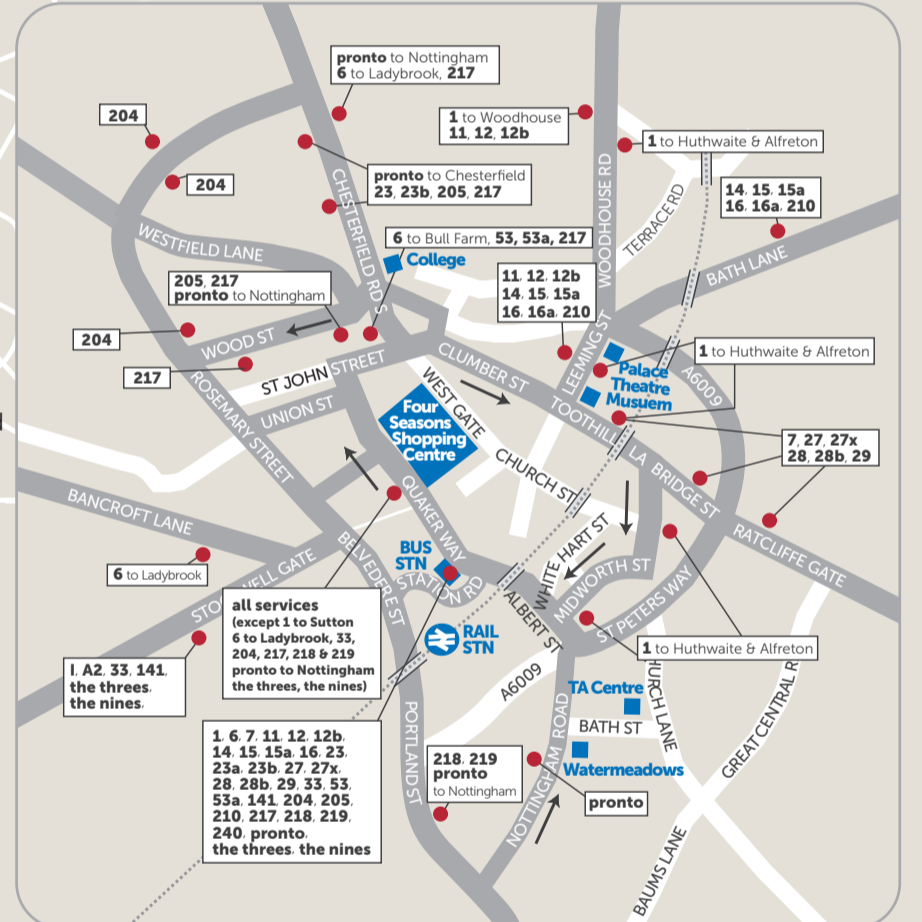 pronto to Nottingham
6 to Ladybrook, 217
204
1 to Woodhouse
11, 12, 12b
1 to Huthwaite & Alfreton
204
pronto to Chesterfield
23, 23b, 205, 217
14, 15, 15a
16, 16a, 210
CHESTERFIELD RD S
WOODHOUSE RD
TERRACE RD
WESTFIELD LANE
6 to Bull Farm, 53, 53a, 217
College
BATH LANE
205, 217
pronto to Nottingham
11, 12, 12b
14, 15, 15a
16, 16a, 210
204
WOOD ST
217
ST JOHN STREET
CLUMBER ST
LEEMING ST
1 to Huthwaite & Alfreton
Palace
Theatre
Musuem
A6009
ROSEMARY STREET
UNION ST
WEST GATE
Four
Seasons
Shopping
Centre
TOOTHILL LA
7, 27, 27x
28, 28b, 29
CHURCH ST
BRIDGE ST
RATCLIFFE GATE
BANCROFT LANE
QUAKER WAY
BUS
STN
WHITE HART ST
6 to Ladybrook
BELVEDERE ST
STATION RD
ALBERT ST
MIDWORTH ST
ST PETERS WAY
all services
(except 1 to Sutton
6 to Ladybrook, 33,
204, 217, 218 & 219
pronto to Nottingham
the threes, the nines)
RAIL
STN
1 to Huthwaite & Alfreton
I, A2, 33, 141,
the threes,
the nines,
A6009
TA Centre
BATH ST
Watermeadows
GREAT CENTRAL R
PORTLAND ST
NOTTINGHAM ROAD
1, 6, 7, 11, 12, 12b,
14, 15, 15a, 16, 23,
23a, 23b, 27, 27x,
28, 28b, 29, 33, 53,
53a, 141, 204, 205,
210, 217, 218, 219,
240, pronto,
the threes, the nines
218, 219
pronto
to Nottingham
pronto
BAUMS LANE